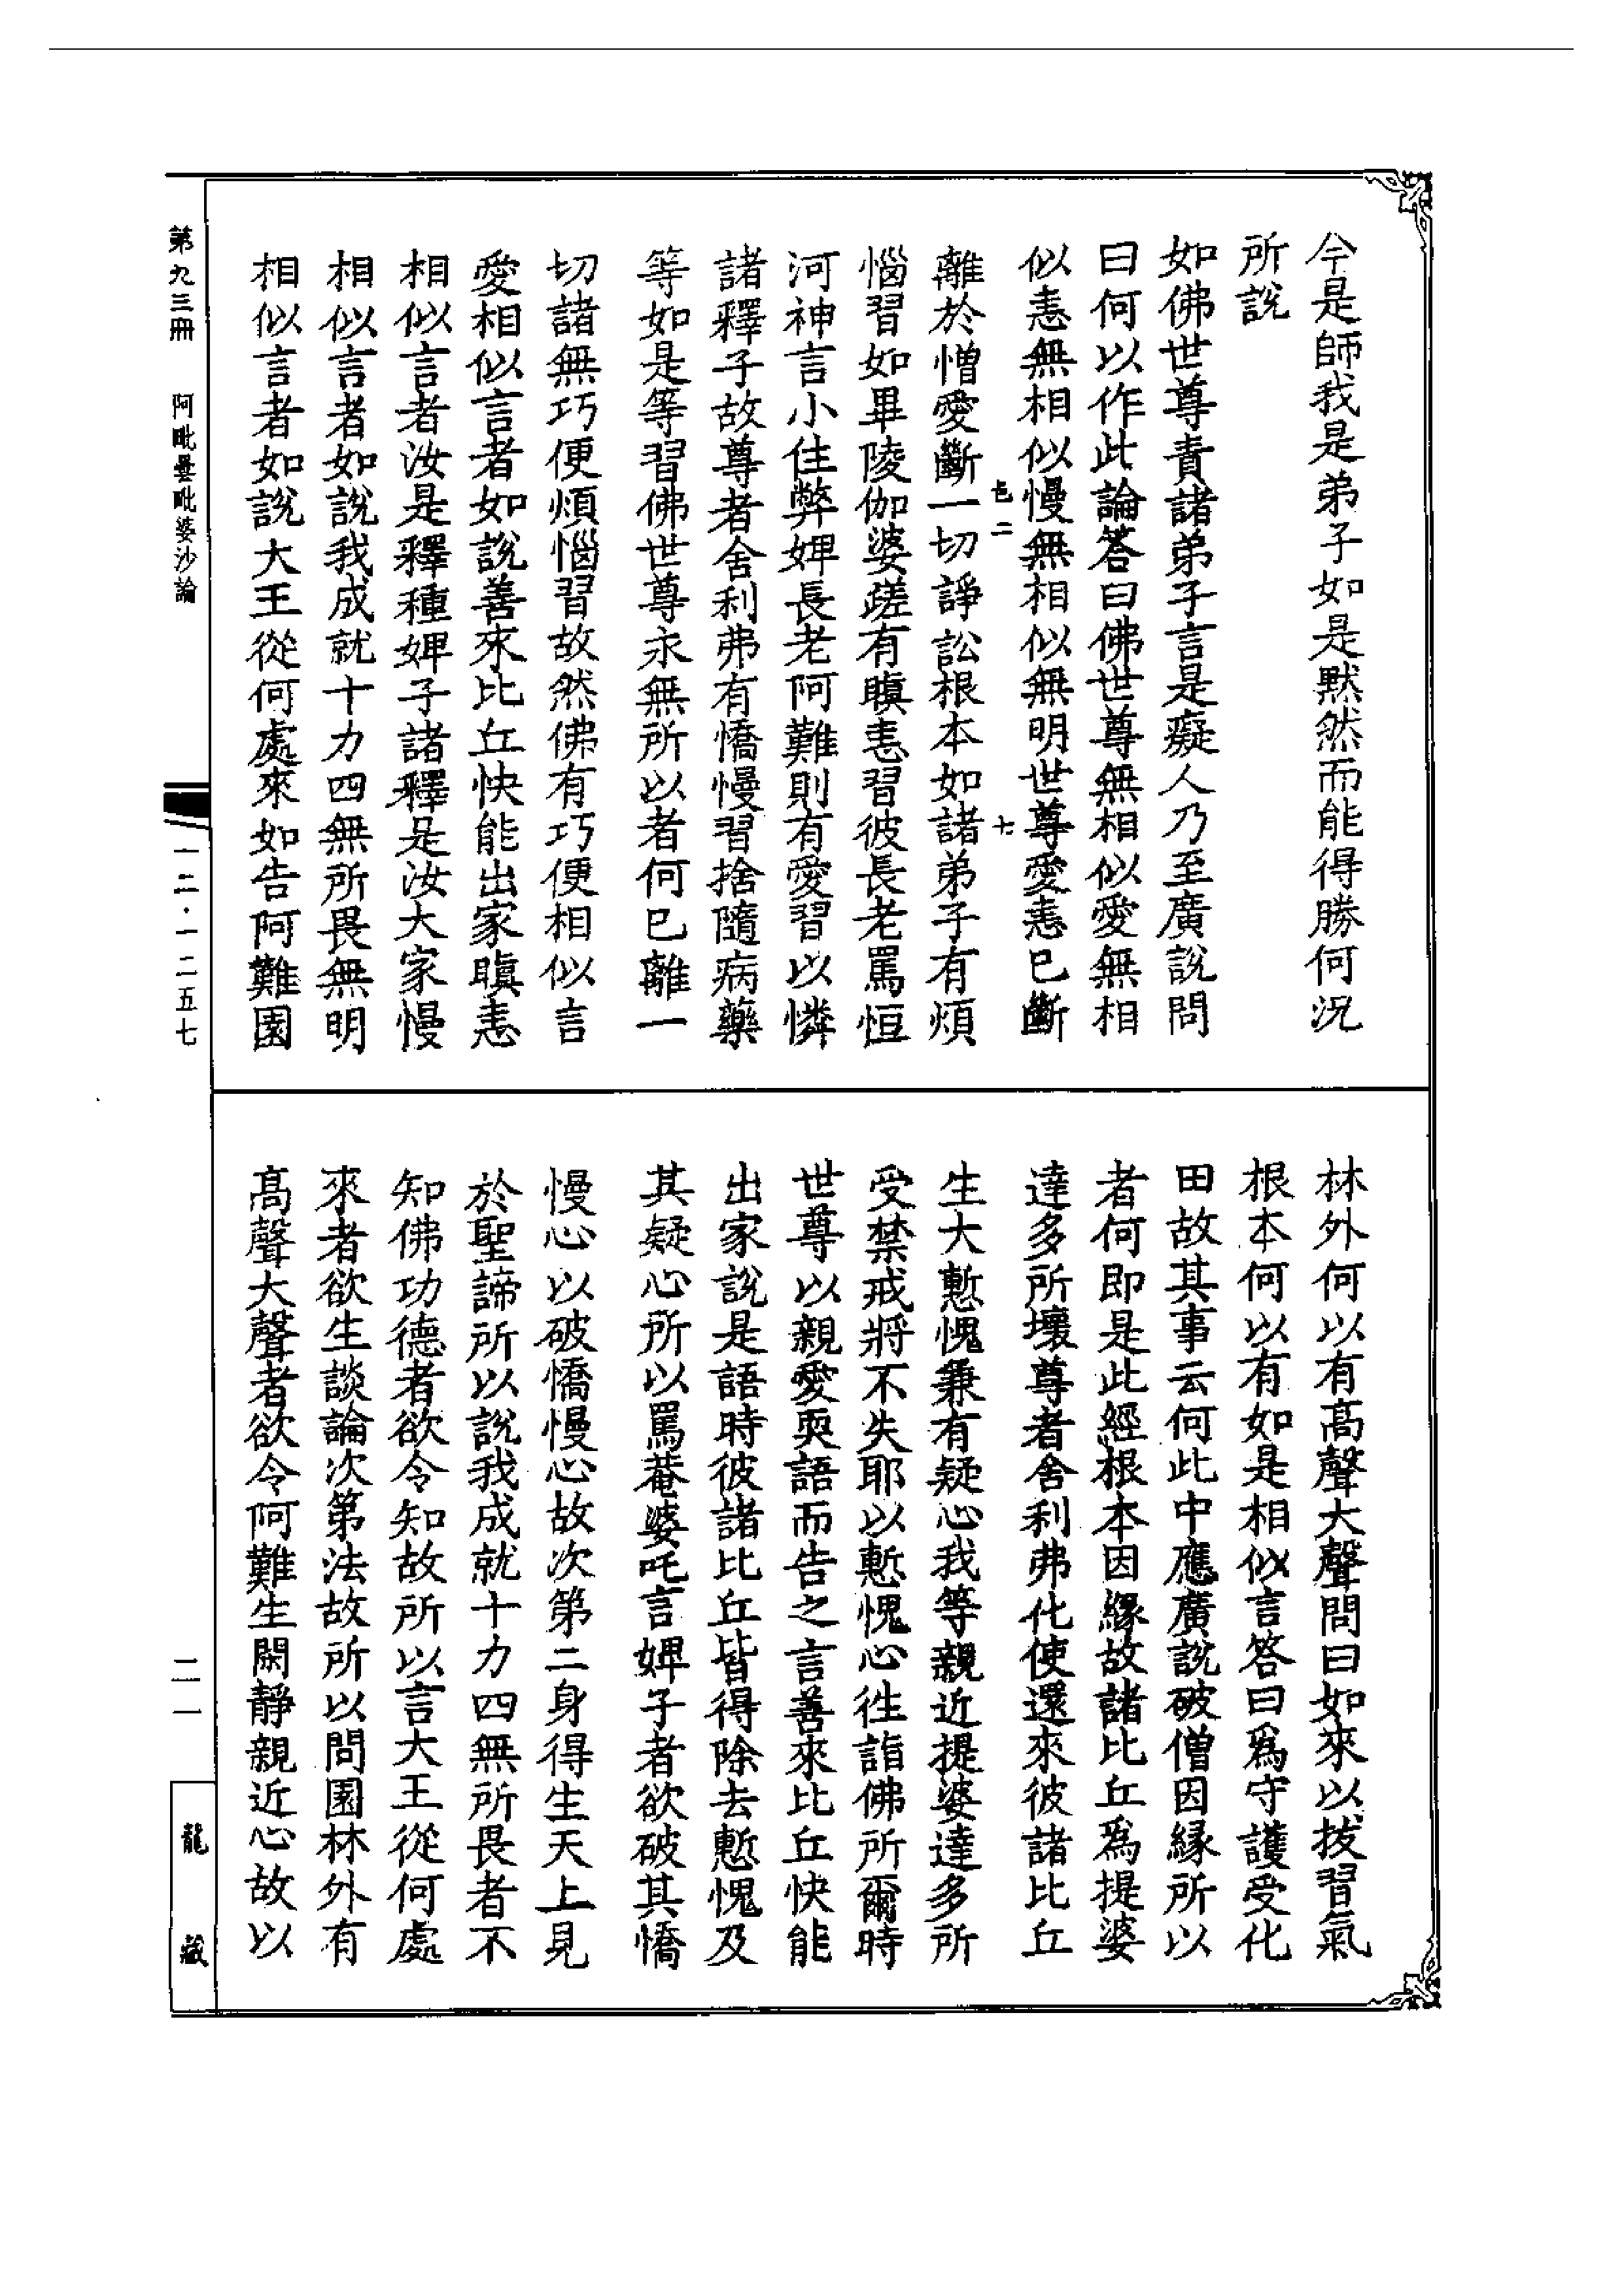 今是師我是弟子如是默然而能得勝何況
所說
如佛世尊責諸弟子言是癡人乃至廣說問
曰何以作此論答曰佛世尊無相似愛無相
似恚無相似慢無相似無明世尊愛恚已斷
二
十
離於憎愛斷一切諍訟根本如諸弟子有煩
惱習如畢陵伽婆蹉有瞋恚習彼長老罵恒
河神言小住弊婢長老阿難則有愛習以憐
諸釋子故尊者舍利弗有憍慢習捨隨病藥
等如是等習佛世尊永無所以者何已離一
切諸無巧便煩惱習故然佛有巧便相似言
愛相似言者如說善來比丘快能出家瞋恚
相似言者汝是釋種婢子諸釋是汝大家慢
相似言者如說我成就十力四無所畏無明
相似言者如說大王從何處來如告阿難園
林外何以有高聲大聲問曰如來以拔習氣
根本何以有如是相似言答曰爲守護受化
田故其事云何此中應廣說破僧因緣所以
者何即是此經根本因緣故諸比丘爲提婆
達多所壞尊者舍利弗化使還來彼諸比丘
生大慙愧兼有疑心我等親近提婆達多所
受禁戒將不失耶以慙愧心往詣佛所爾時
世尊以親愛耎語而告之言善來比丘快能
出家說是語時彼諸比丘皆得除去慙愧及
其疑心所以罵菴婆吒言婢子者欲破其憍
慢心以破憍慢心故次第二身得生天上見
於聖諦所以說我成就十力四無所畏者不
知佛功德者欲令知故所以言大王從何處
來者欲生談論次第法故所以問園林外有
高聲大聲者欲令阿難生閑靜親近心故以
第九三冊　阿毗曇毗婆沙論
一二·一二五七
二一
龍藏